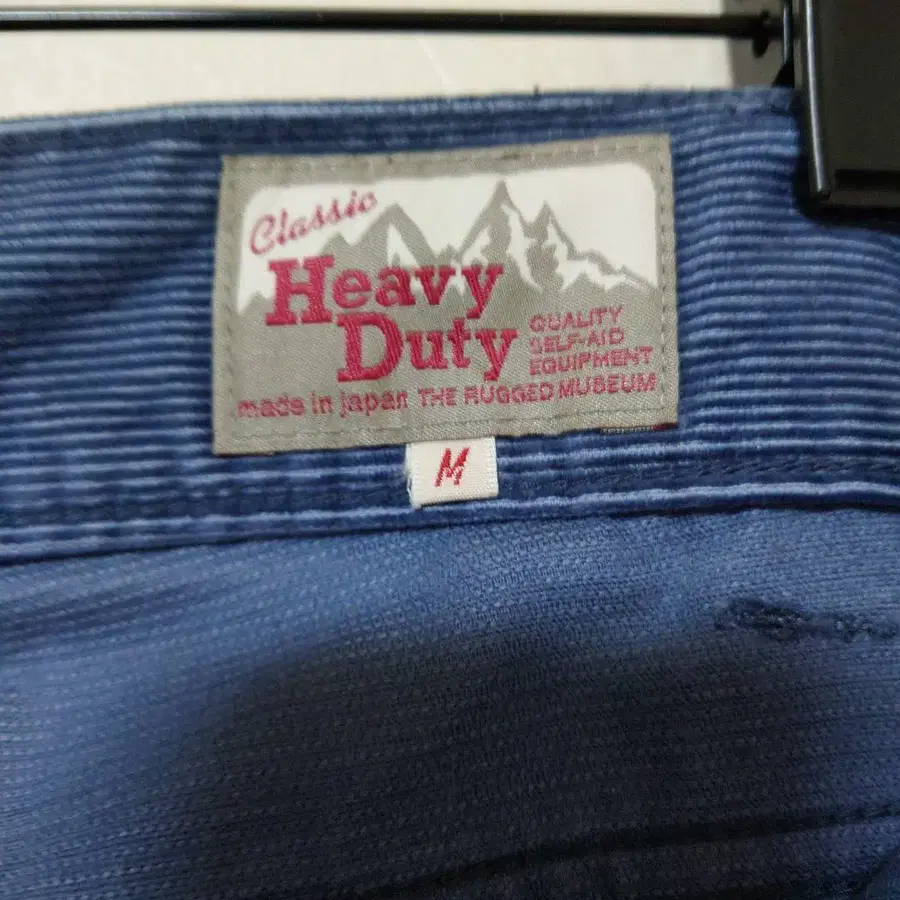 Classic
Heavy
Duty
QUALITY
SELF-AID
EQUIPMENT
made in japan THE RUGGED MUSEUM
M